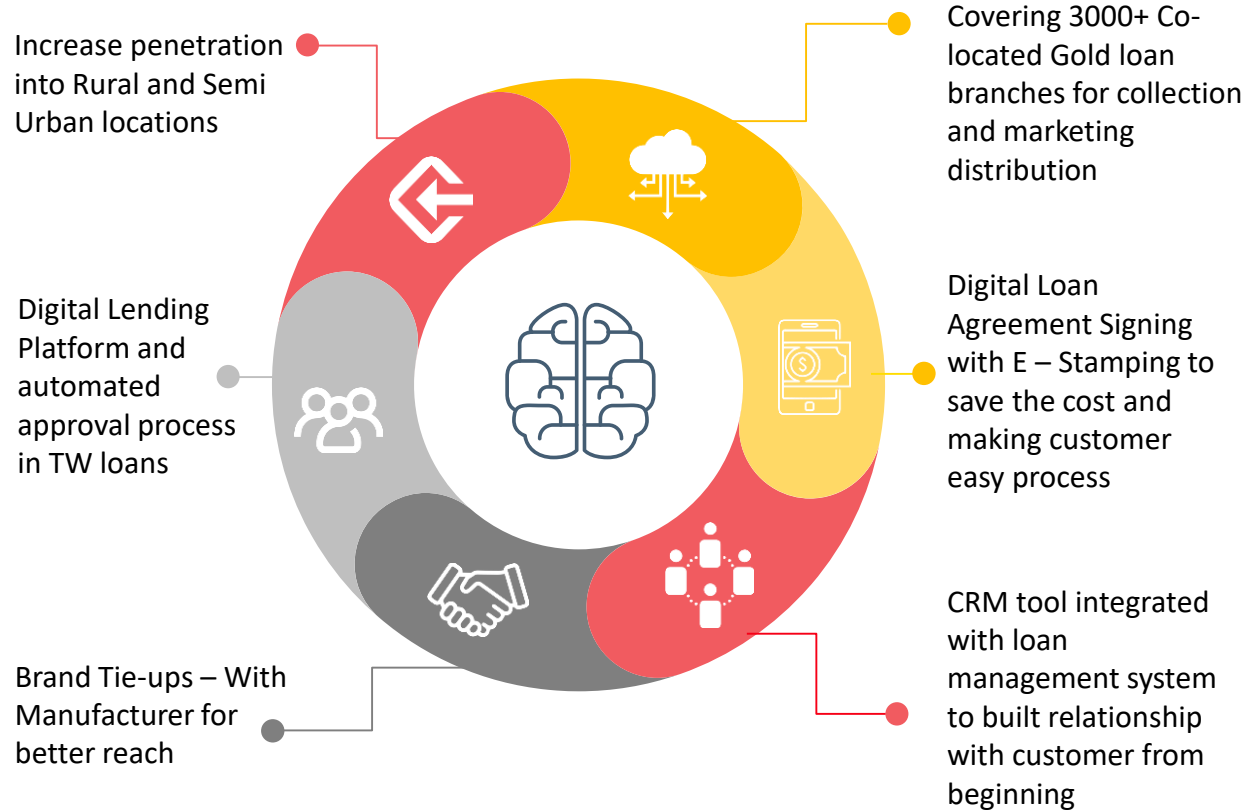 Increase penetration
into Rural and Semi
Urban locations
Covering 3000+ Co-
located Gold loan
branches for collection
and marketing
distribution
Digital Lending
Platform and
automated
approval process
in TW loans
Digital Loan
Agreement Signing
with E – Stamping to
save the cost and
making customer
easy process
Brand Tie-ups – With
Manufacturer for
better reach
CRM tool integrated
with loan
management system
to built relationship
with customer from
beginning